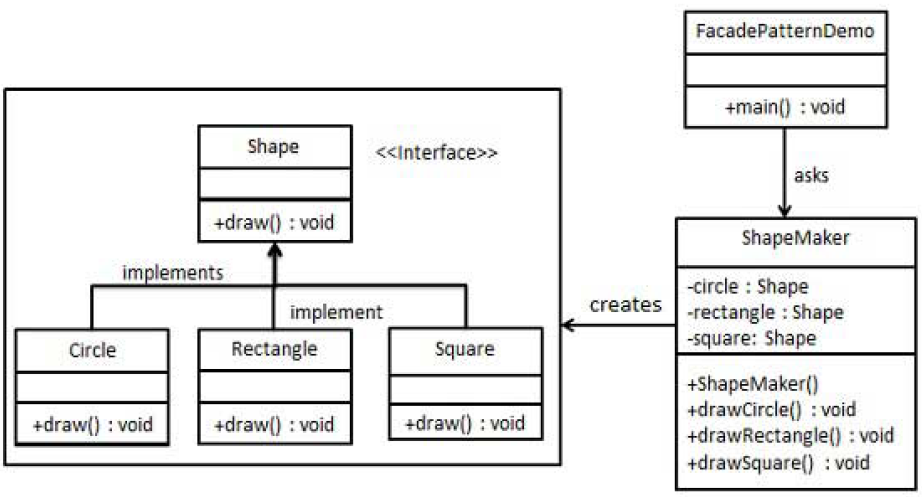 FacadePatternDemo
+main() : void
asks
Shape
<<Interface>>
+draw() : void
implements
implement
Circle
+draw() : void
Rectangle
+draw() : void
Square
+draw() : void
creates
ShapeMaker
-circle : Shape
-rectangle : Shape
-square: Shape
+ShapeMaker()
+drawCircle() : void
+drawRectangle() : void
+drawSquare() : void